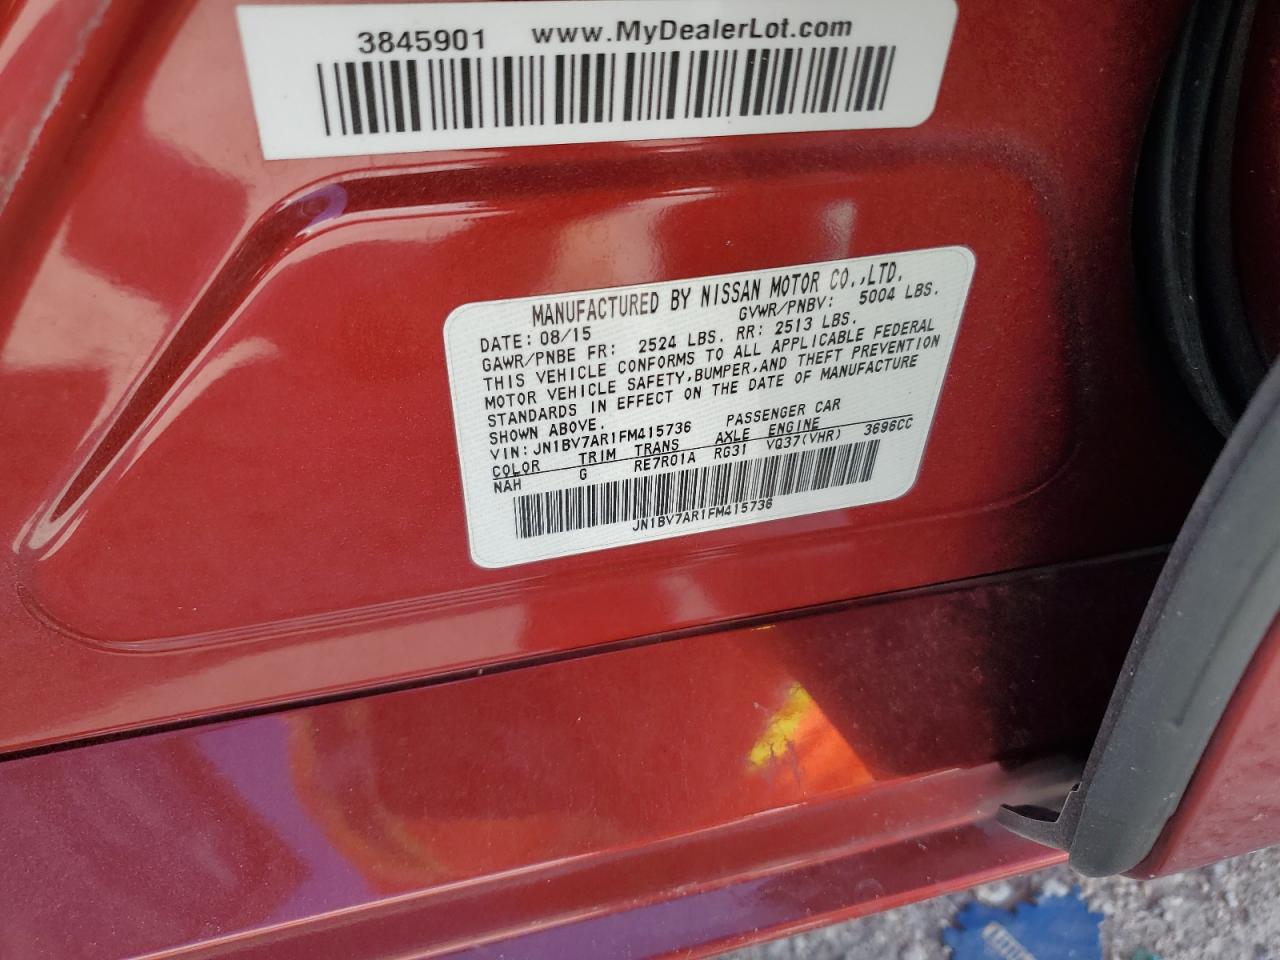 3845901 www.MyDealerLot.com
MANUFACTURED BY NISSAN MOTOR CO.,LTD.
DATE: 08/15 GVWR/PNBV: 5004 LBS.
GAWR/PNBE FR: 2524 LBS. RR: 2513 LBS.
THIS VEHICLE CONFORMS TO ALL APPLICABLE FEDERAL
MOTOR VEHICLE SAFETY,BUMPER,AND THEFT PREVENTION
STANDARDS IN EFFECT ON THE DATE OF MANUFACTURE
SHOWN ABOVE.
VIN: JN1BV7AR1FM415736 PASSENGER CAR
COLOR TRIM TRANS AXLE ENGINE
NAH G RE7R01A RG31 VQ37(VHR) 3696CC
JN1BV7AR1FM415736